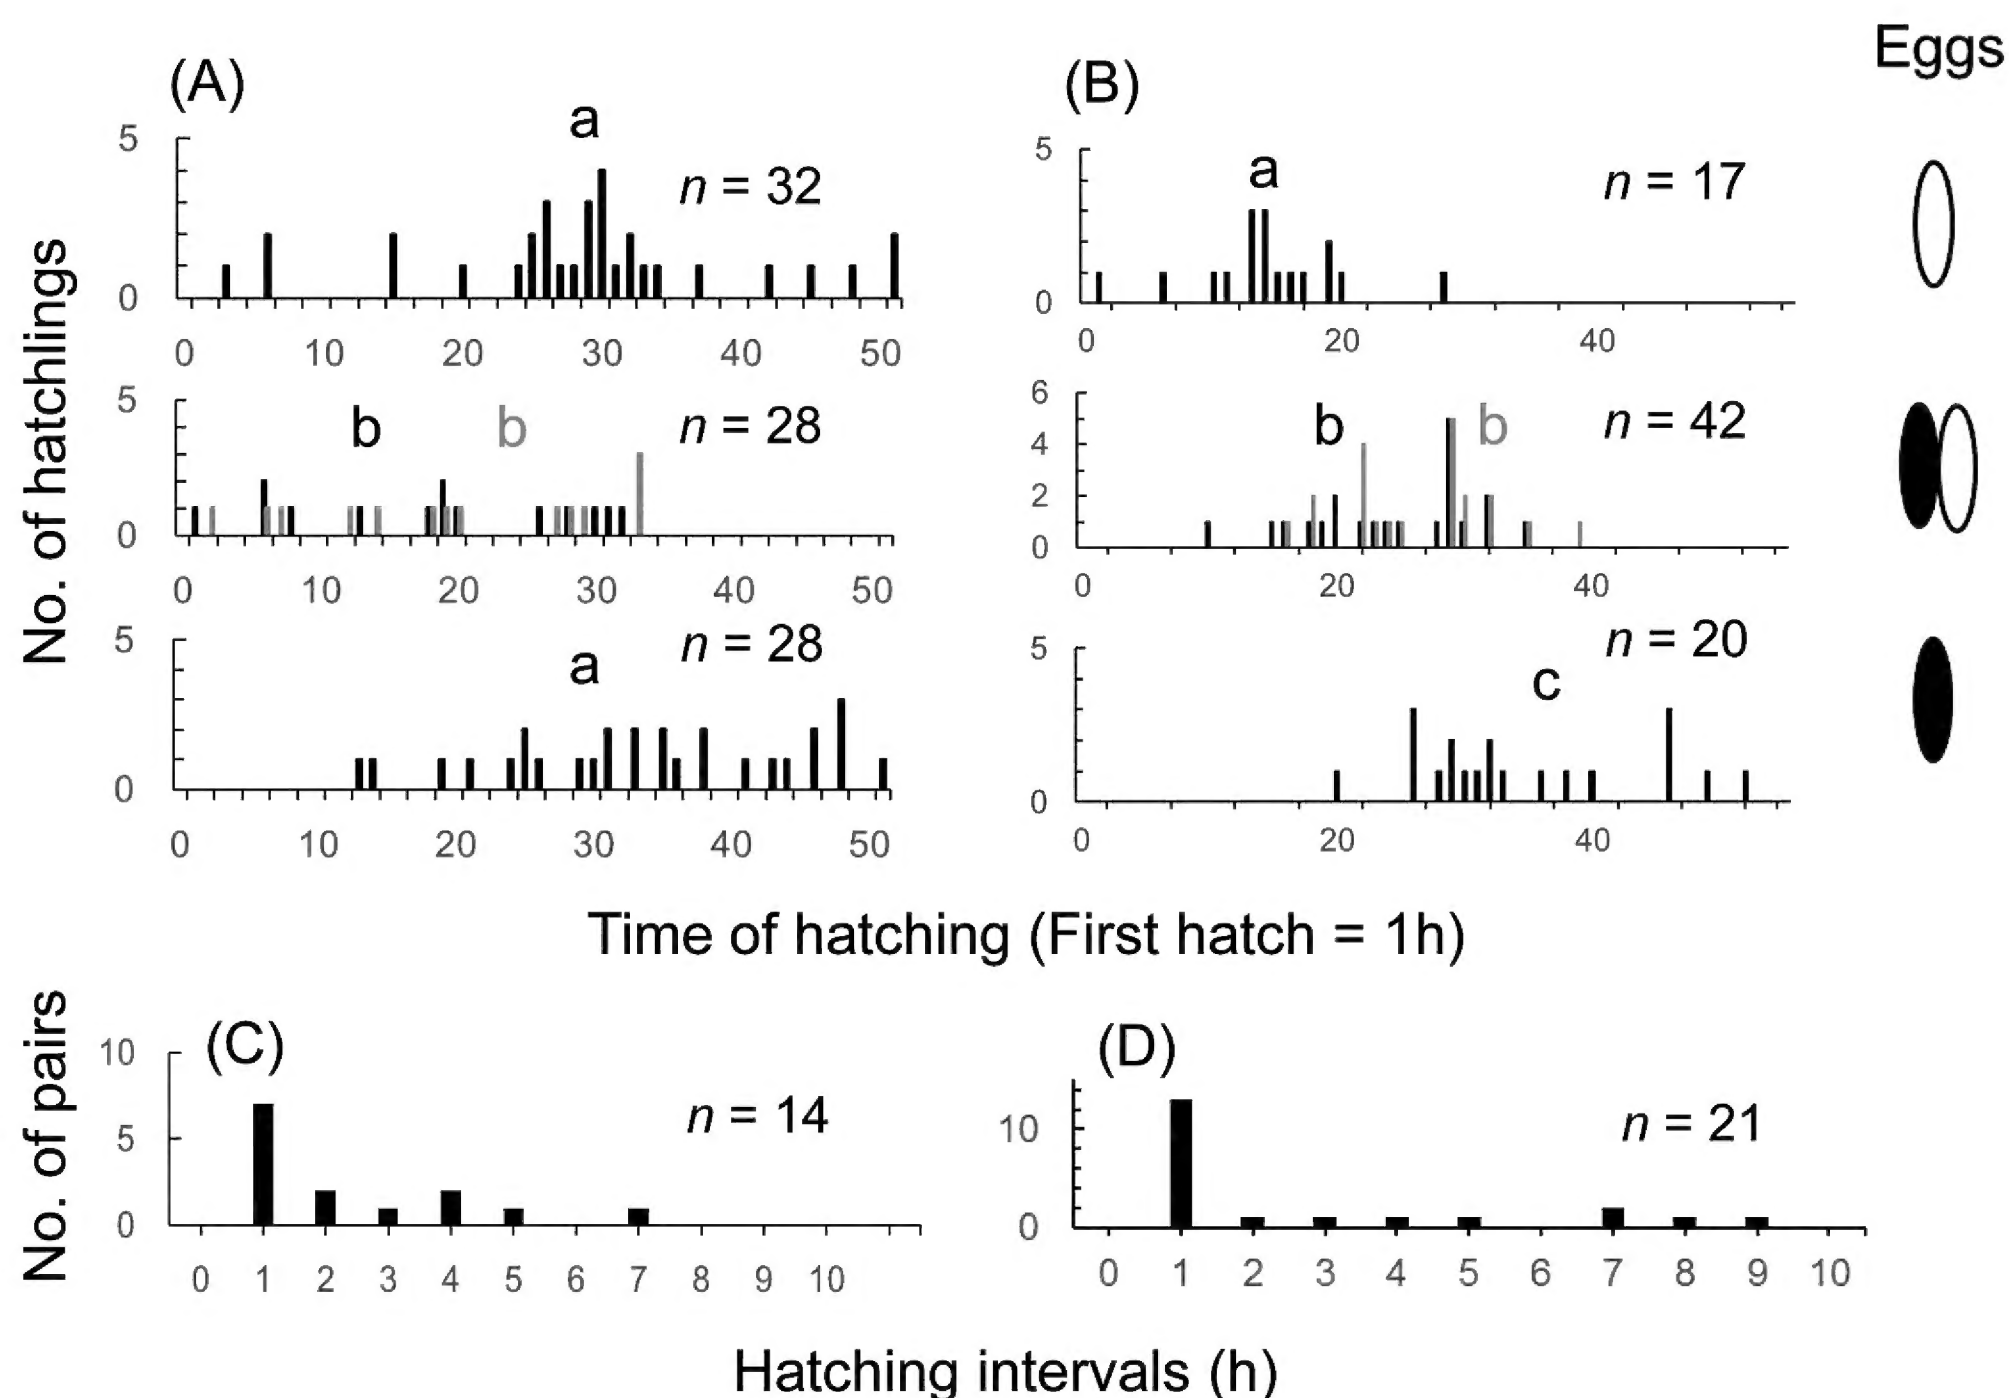 Eggs
(A)
a
n = 32
5
0
0 10 20 30 40 50
(B)
a
n = 17
5
0
0 20 40
b b n = 28
5
0
0 10 20 30 40 50
b b n = 42
6
4
2
0
0 20 40
a n = 28
5
0
0 10 20 30 40 50
n = 20
c
5
0
0 20 40
No. of hatchlings
Time of hatching (First hatch = 1h)
(C)
n = 14
10
5
0
0 1 2 3 4 5 6 7 8 9 10
(D)
n = 21
10
0
0 1 2 3 4 5 6 7 8 9 10
No. of pairs
Hatching intervals (h)